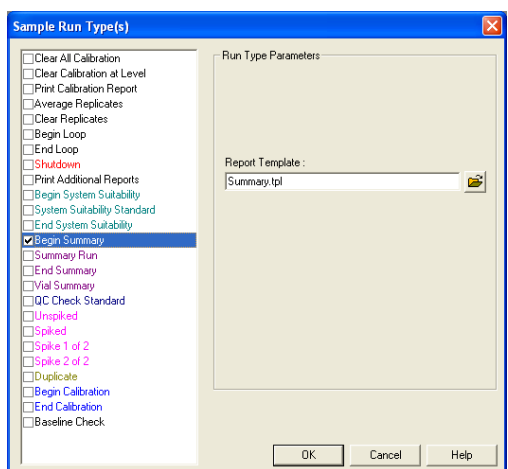 Sample Run Type(s)
Clear All Calibration
Clear Calibration at Level
Print Calibration Report
Average Replicates
Clear Replicates
Begin Loop
End Loop
Shutdown
Print Additional Reports
Begin System Suitability
System Suitability Standard
End System Suitability
Begin Summary
Summary Run
End Summary
Vial Summary
QC Check Standard
Unspiked
Spiked
Spike 1 of 2
Spike 2 of 2
Duplicate
Begin Calibration
End Calibration
Baseline Check
Run Type Parameters
Report Template :
Summary.tpl
OK Cancel Help